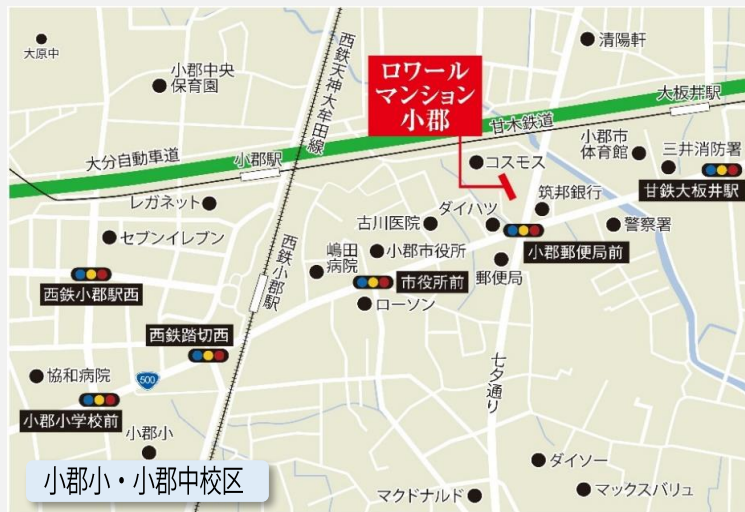 大原中
小郡中央
保育園
西鉄天神大牟田線
ロワール
マンション
小郡
清陽軒
大板井駅
甘木鉄道
大分自動車道
小郡駅
コスモス
小郡市
体育館
三井消防署
甘鉄大板井駅
レガネット
セブンイレブン
古川医院
ダイハツ
筑邦銀行
警察署
小郡郵便局前
嶋田
病院
小郡市役所
郵便局
西鉄小郡駅
西鉄小郡駅西
市役所前
ローソン
西鉄踏切西
協和病院
500
小郡小学校前
七夕通り
小郡小
小郡小・小郡中校区
ダイソー
マクドナルド
マックスバリュ